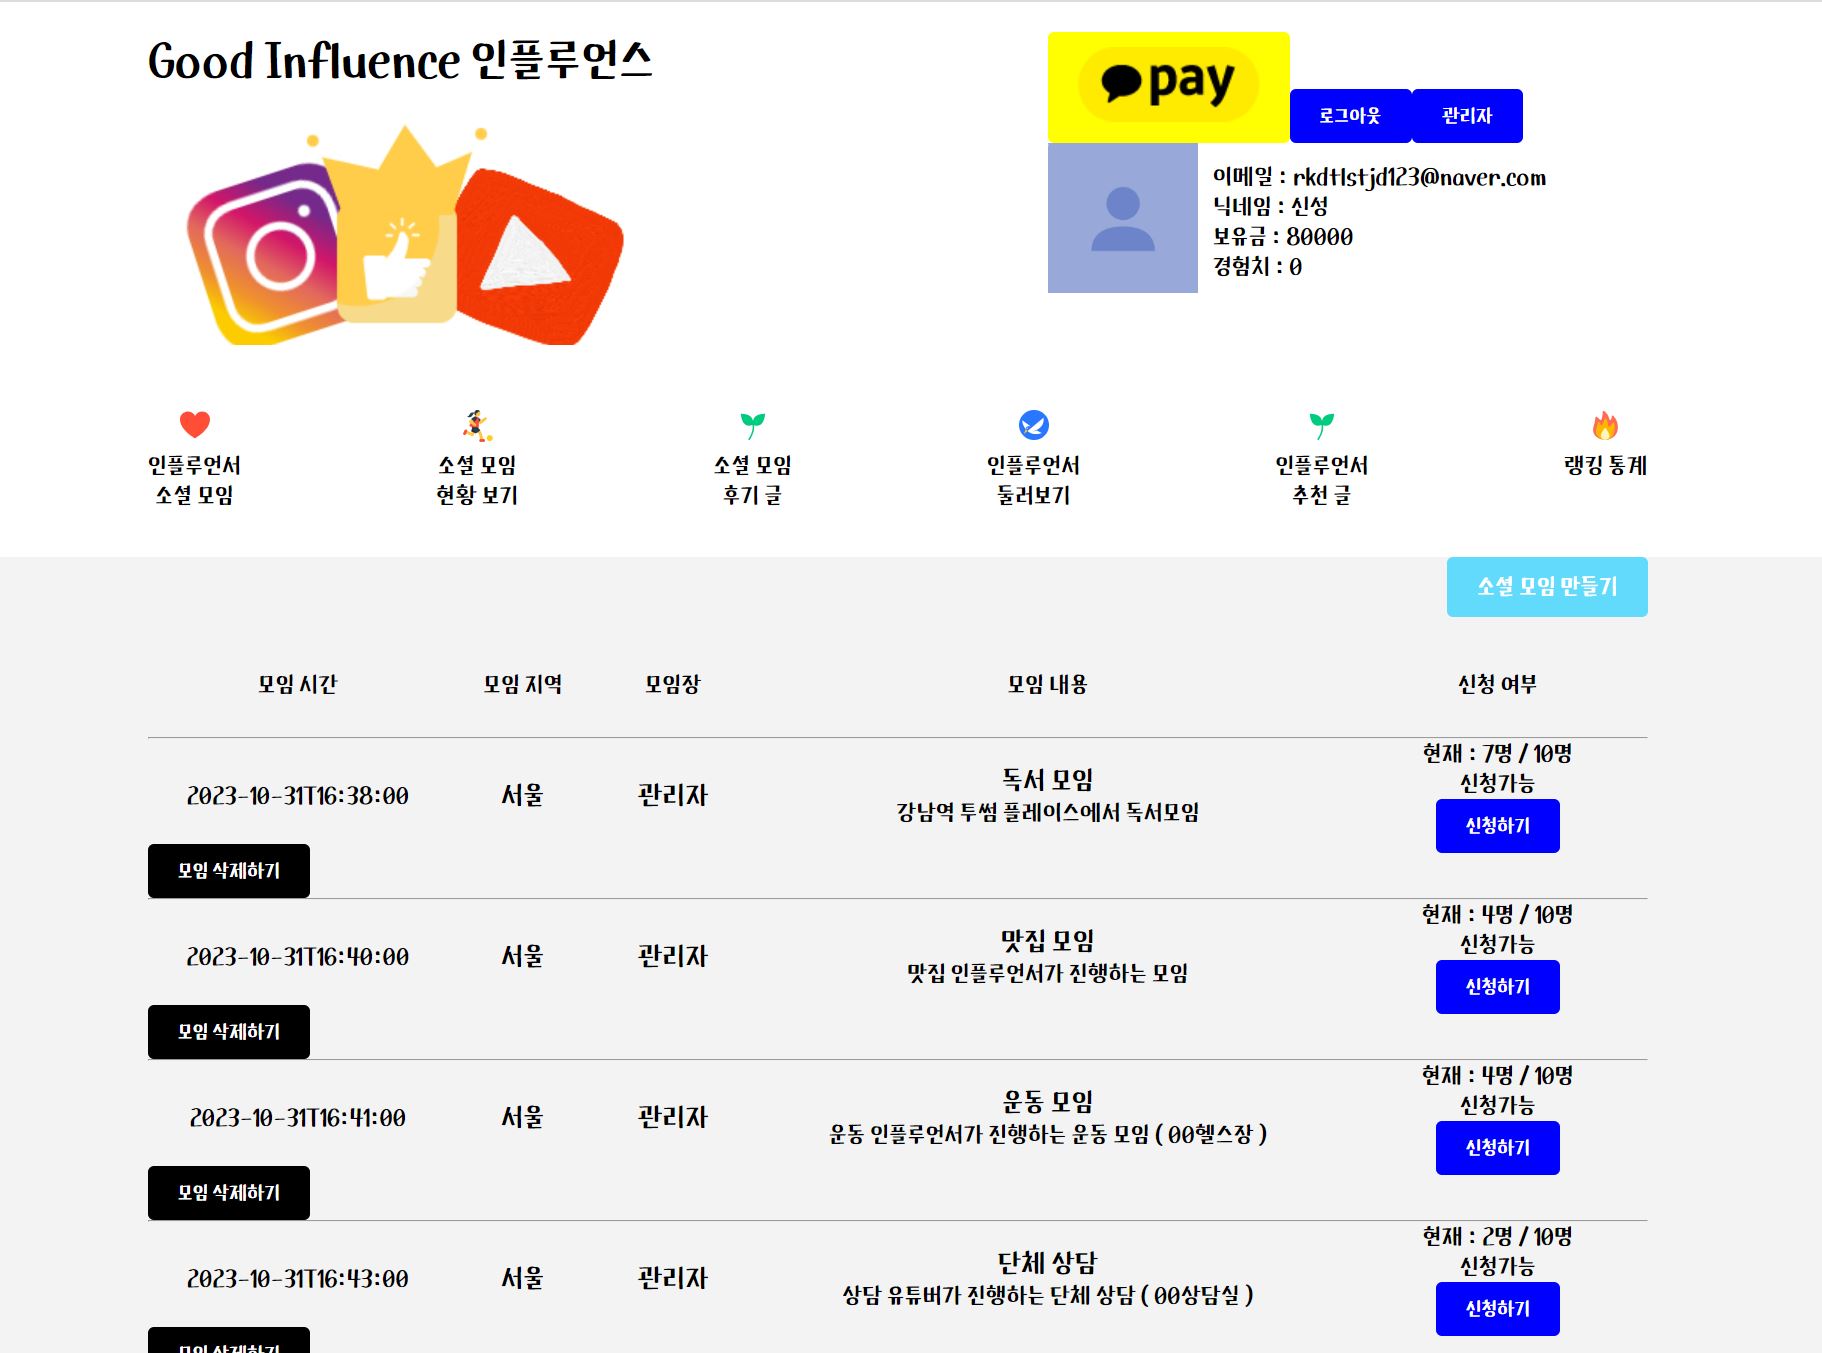 Good Influence 인플루언스
pay
로그아웃
관리자
이메일 : rkdtlstjd123@naver.com
닉네임 : 신성
보유금 : 80000
경험치 : 0
인플루언서
소셜 모임
소셜 모임
현황 보기
소셜 모임
후기 글
인플루언서
둘러보기
인플루언서
추천 글
랭킹 통계
소셜 모임 만들기
모임 시간
모임 지역
모임장
모임 내용
신청 여부
2023-10-31T16:38:00
서울
관리자
독서 모임
강남역 투썸 플레이스에서 독서모임
현재 : 7명 / 10명
신청가능
신청하기
모임 삭제하기
2023-10-31T16:40:00
서울
관리자
맛집 모임
맛집 인플루언서가 진행하는 모임
현재 : 4명 / 10명
신청가능
신청하기
모임 삭제하기
2023-10-31T16:41:00
서울
관리자
운동 모임
운동 인플루언서가 진행하는 운동 모임 ( 00헬스장 )
현재 : 4명 / 10명
신청가능
신청하기
모임 삭제하기
2023-10-31T16:43:00
서울
관리자
단체 상담
상담 유튜버가 진행하는 단체 상담 ( 00상담실 )
현재 : 2명 / 10명
신청가능
신청하기
모임 삭제하기